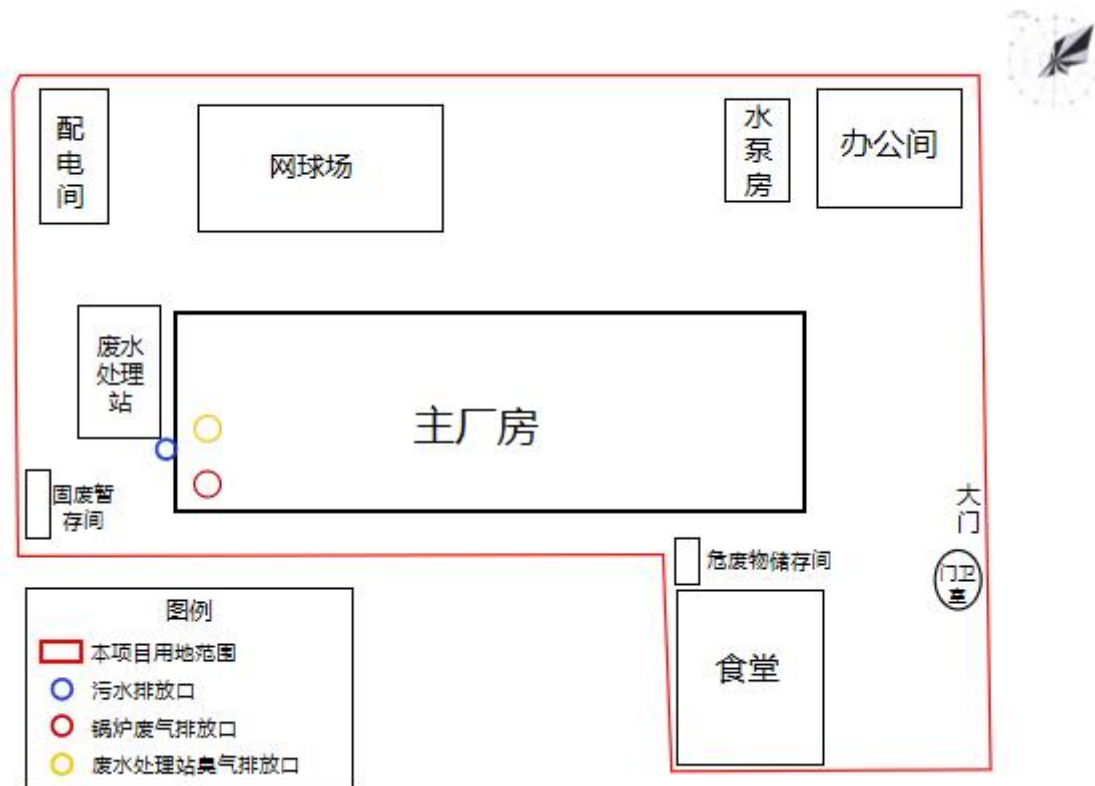 配
电
间
网球场
水
泵
房
办公间
废水
处理
站
主厂房
固废暂
存间
大
门
危废物储存间
门卫
室
食堂
图例
本项目用地范围
污水排放口
锅炉废气排放口
废水处理站臭气排放口